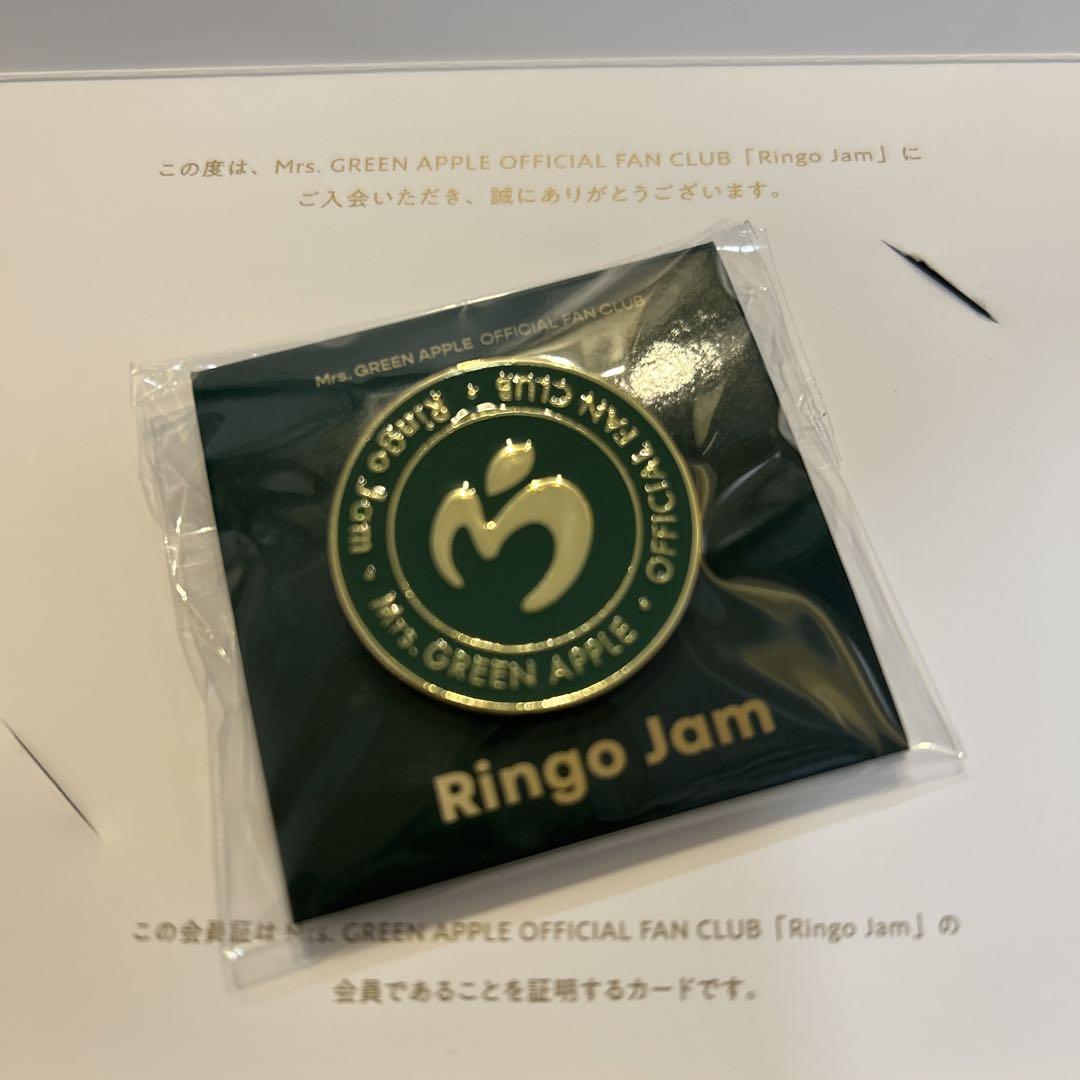 この度は、Mrs. GREEN APPLE OFFICIAL FAN CLUB「Ringo Jam」に
ご入会いただき、誠にありがとうございます。
Mrs. GREEN APPLE OFFICIAL FAN CLUB
Mrs. GREEN APPLE • OFFICIAL FAN CLUB • Ringo Jam •
Ringo Jam
この会員証は Mrs. GREEN APPLE OFFICIAL FAN CLUB「Ringo Jam」の
会員であることを証明するカードです。